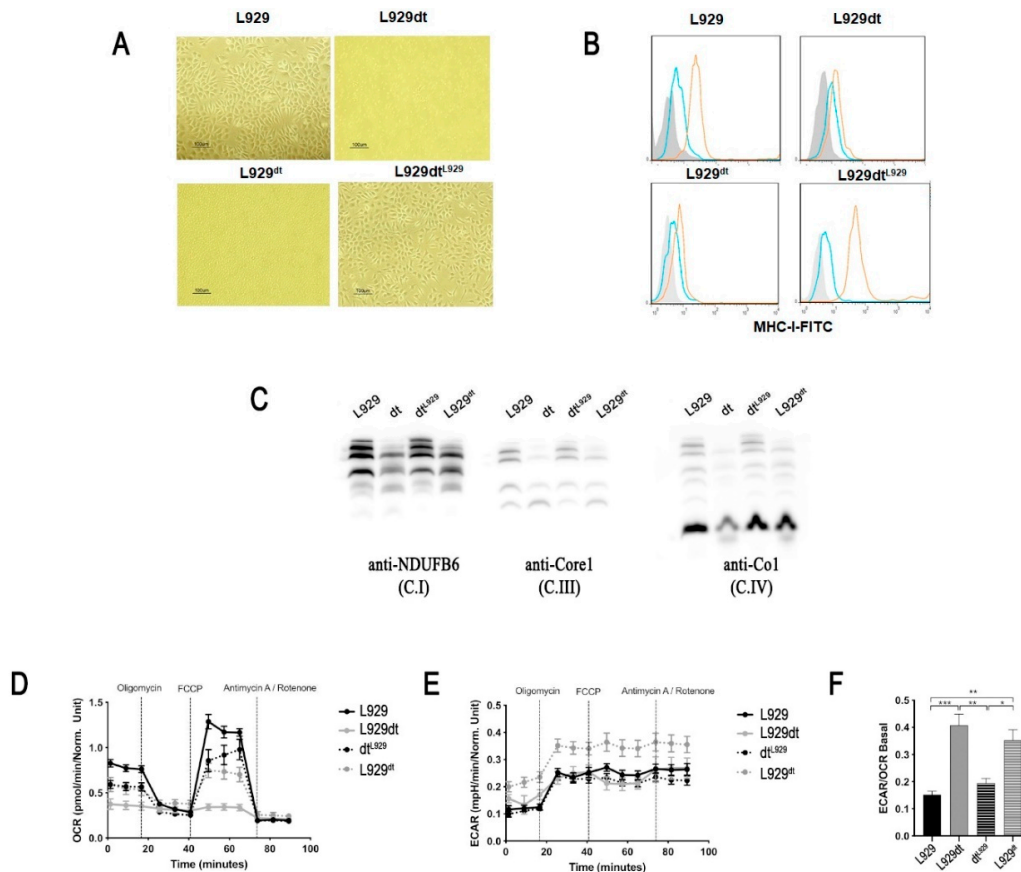 A
L929
L929dt
100μm
100μm
L929dt
L929dtL929
100μm
100μm
B
L929
L929dt
L929dt
L929dtL929
MHC-I-FITC
C
L929 dt dtL929 L929dt
L929 dt dtL929 L929dt
L929 dt dtL929 L929dt
anti-NDUFB6
(C.I)
anti-Core1
(C.III)
anti-Co1
(C.IV)
D
Oligomycin FCCP Antimycin A / Rotenone
OCR (pmol/min/Norm. Unit)
1.5
1.0
0.5
0.0
0 20 40 60 80 100
Time (minutes)
L929
L929dt
dtL929
L929dt
E
Oligomycin FCCP Antimycin A / Rotenone
ECAR (mpH/min/Norm. Unit)
0.5
0.4
0.3
0.2
0.1
0.0
0 20 40 60 80 100
Time (minutes)
L929
L929dt
dtL929
L929dt
F
ECAR/OCR Basal
0.5
0.4
0.3
0.2
0.1
0.0
**
*** ** *
L929 L929dt dtL929 L929dt